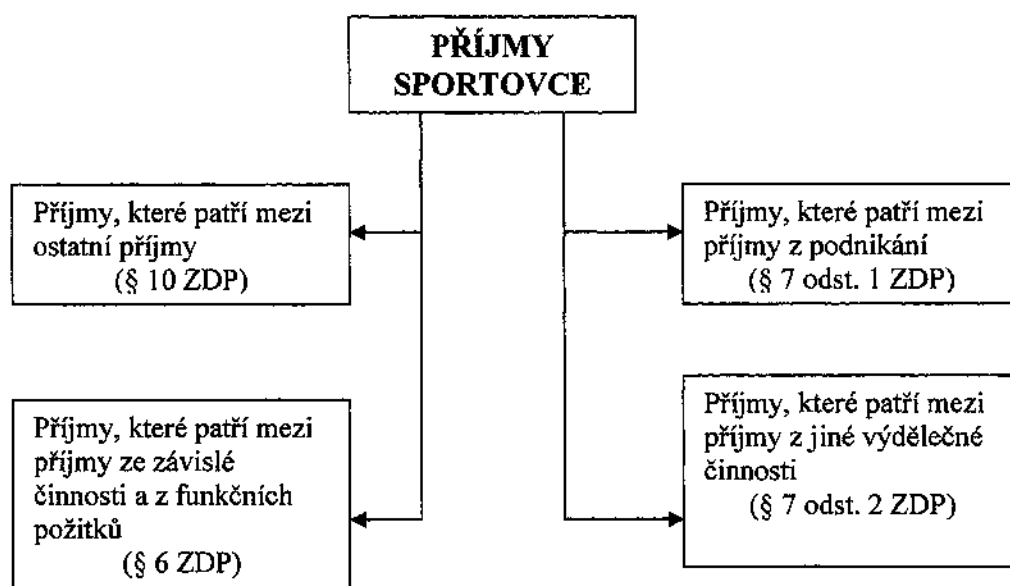 PŘÍJMY
SPORTOVCE
Příjmy, které patří mezi
ostatní příjmy
(§ 10 ZDP)
Příjmy, které patří mezi
příjmy z podnikání
(§ 7 odst. 1 ZDP)
Příjmy, které patří mezi
příjmy ze závislé
činnosti a z funkčních
požitků
(§ 6 ZDP)
Příjmy, které patří mezi
příjmy z jiné výdělečné
činnosti
(§ 7 odst. 2 ZDP)